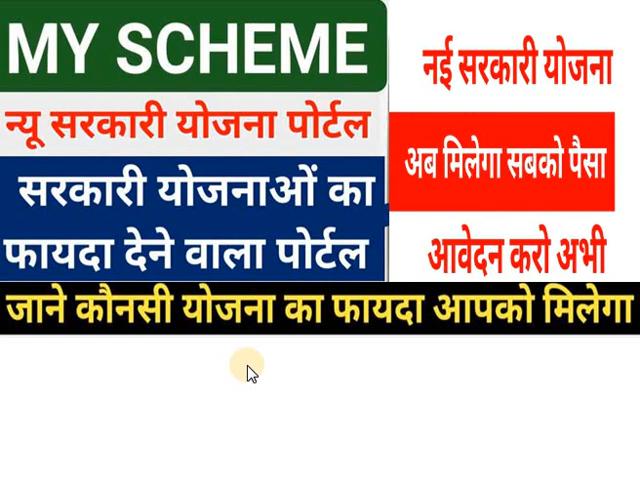 MY SCHEME
न्यू सरकारी योजना पोर्टल
सरकारी योजनाओं का
फायदा देने वाला पोर्टल
नई सरकारी योजना
अब मिलेगा सबको पैसा
आवेदन करो अभी
जाने कौनसी योजना का फायदा आपको मिलेगा